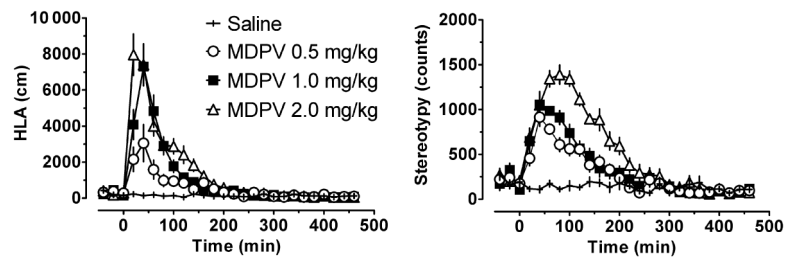 Saline
MDPV 0.5 mg/kg
MDPV 1.0 mg/kg
MDPV 2.0 mg/kg
HLA (cm)
10 000
8000
6000
4000
2000
0
0 100 200 300 400 500
Time (min)
Stereotypy (counts)
2000
1500
1000
500
0
0 100 200 300 400 500
Time (min)